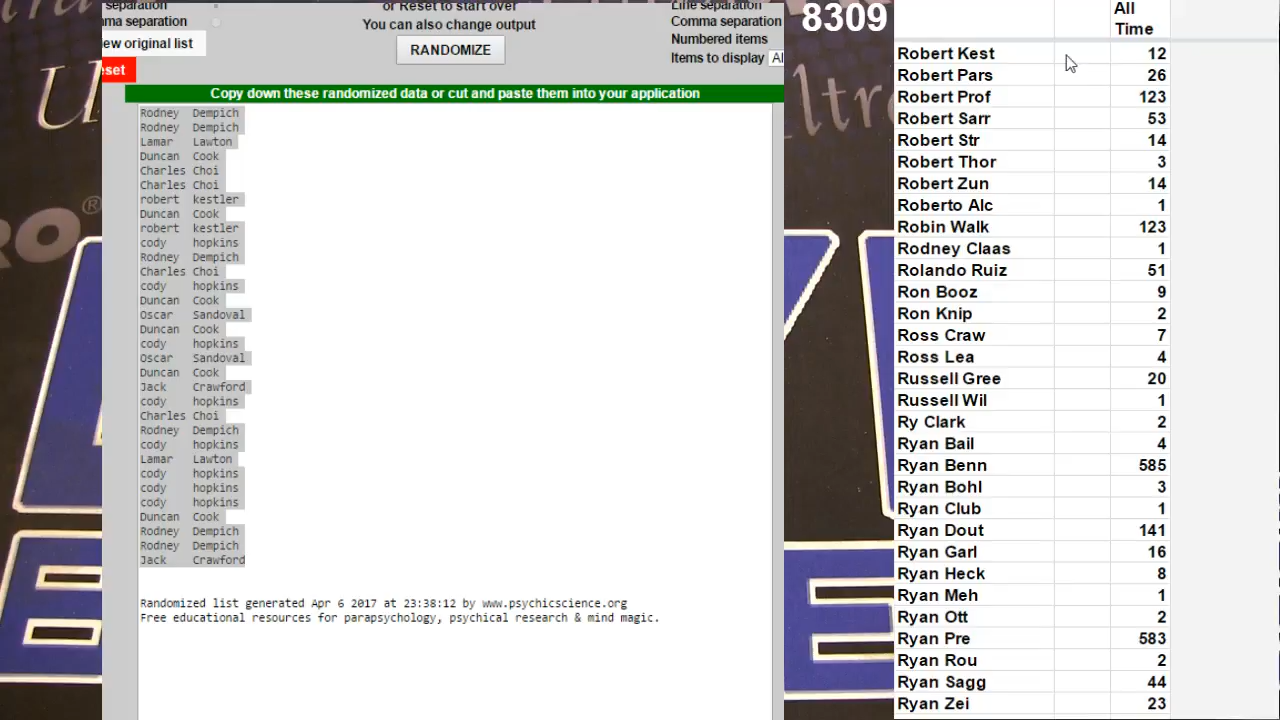 separation
mma separation
ew original list
set
or Reset to start over
You can also change output
RANDOMIZE
Line separation
Comma separation
Numbered items
Items to display
8309
Copy down these randomized data or cut and paste them into your application
Rodney Dempich
Rodney Dempich
Lamar Lawton
Duncan Cook
Charles Choi
Charles Choi
robert kestler
Duncan Cook
robert kestler
cody hopkins
Rodney Dempich
Charles Choi
cody hopkins
Duncan Cook
Oscar Sandoval
Duncan Cook
cody hopkins
Oscar Sandoval
Duncan Cook
Jack Crawford
cody hopkins
Charles Choi
Rodney Dempich
cody hopkins
Lamar Lawton
cody hopkins
cody hopkins
cody hopkins
Duncan Cook
Rodney Dempich
Rodney Dempich
Jack Crawford
Randomized list generated Apr 6 2017 at 23:38:12 by www.psychicscience.org
Free educational resources for parapsychology, psychical research & mind magic.
All
Time
Robert Kest 12
Robert Pars 26
Robert Prof 123
Robert Sarr 53
Robert Str 14
Robert Thor 3
Robert Zun 14
Roberto Alc 1
Robin Walk 123
Rodney Claas 1
Rolando Ruiz 51
Ron Booz 9
Ron Knip 2
Ross Craw 7
Ross Lea 4
Russell Gree 20
Russell Wil 1
Ry Clark 2
Ryan Bail 4
Ryan Benn 585
Ryan Bohl 3
Ryan Club 1
Ryan Dout 141
Ryan Garl 16
Ryan Heck 8
Ryan Meh 1
Ryan Ott 2
Ryan Pre 583
Ryan Rou 2
Ryan Sagg 44
Ryan Zei 23